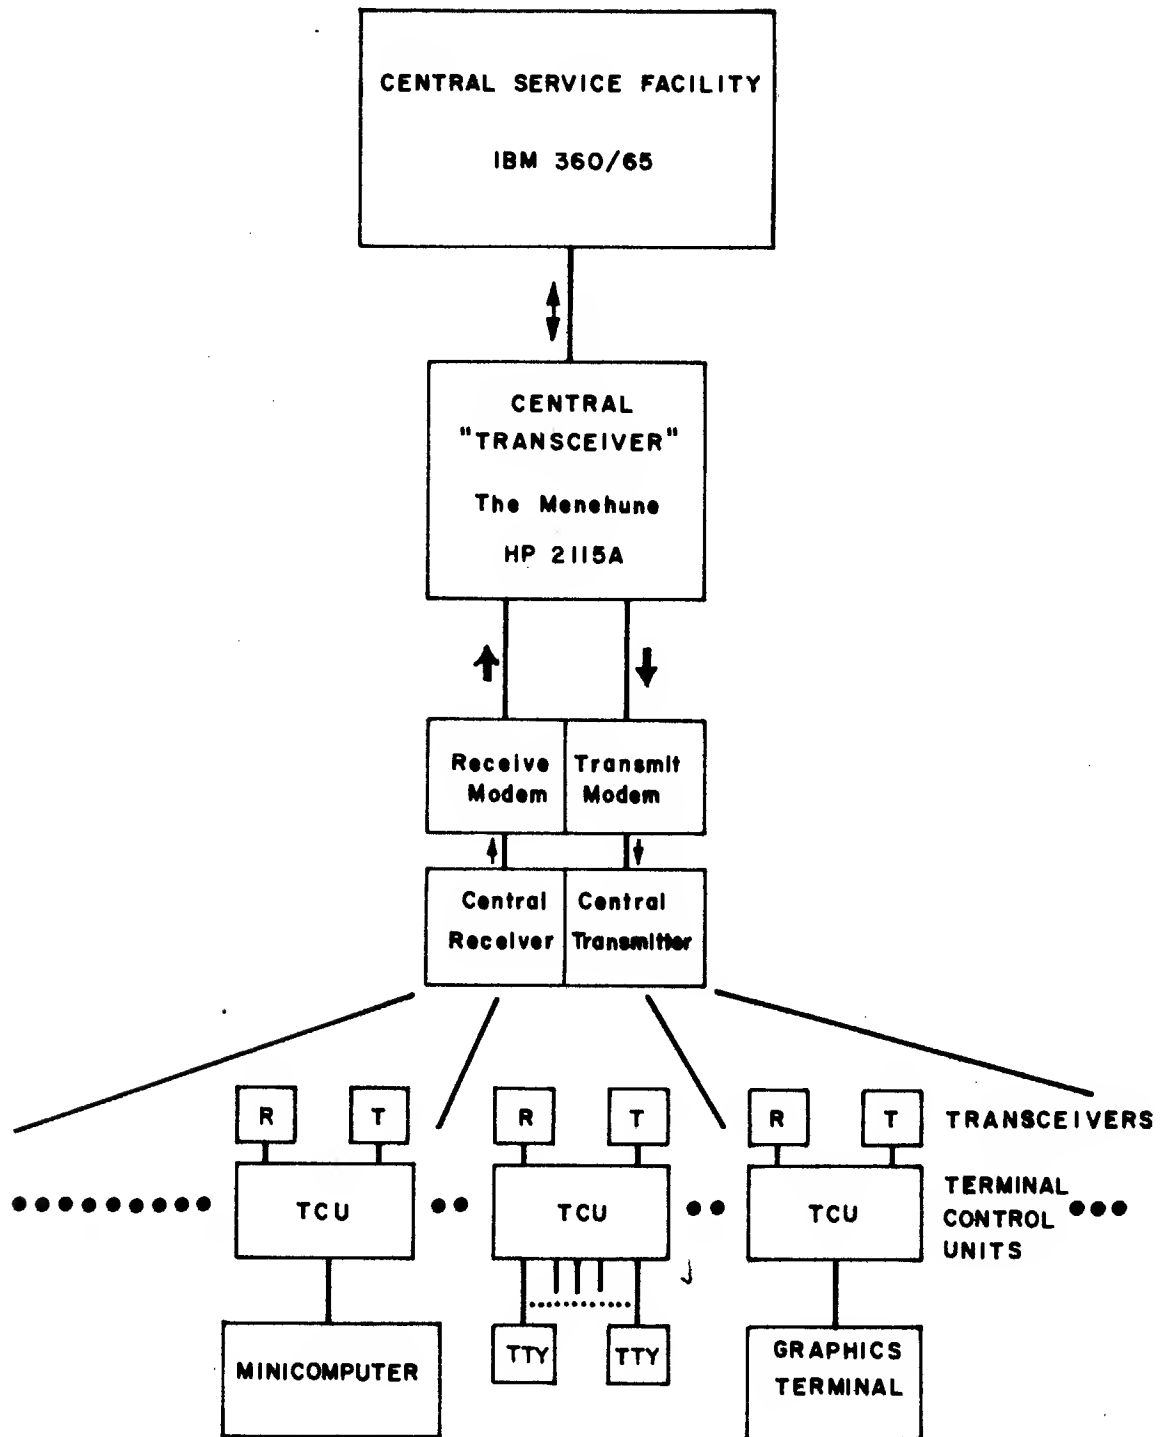 CENTRAL SERVICE FACILITY
IBM 360/65
CENTRAL
"TRANSCEIVER"
The Menehune
HP 2115A
Receive
Modem
Transmit
Modem
Central
Receiver
Central
Transmitter
R T R T R T TRANSCEIVERS
TCU TCU TCU
TERMINAL
CONTROL
UNITS
MINICOMPUTER
TTY TTY
GRAPHICS
TERMINAL